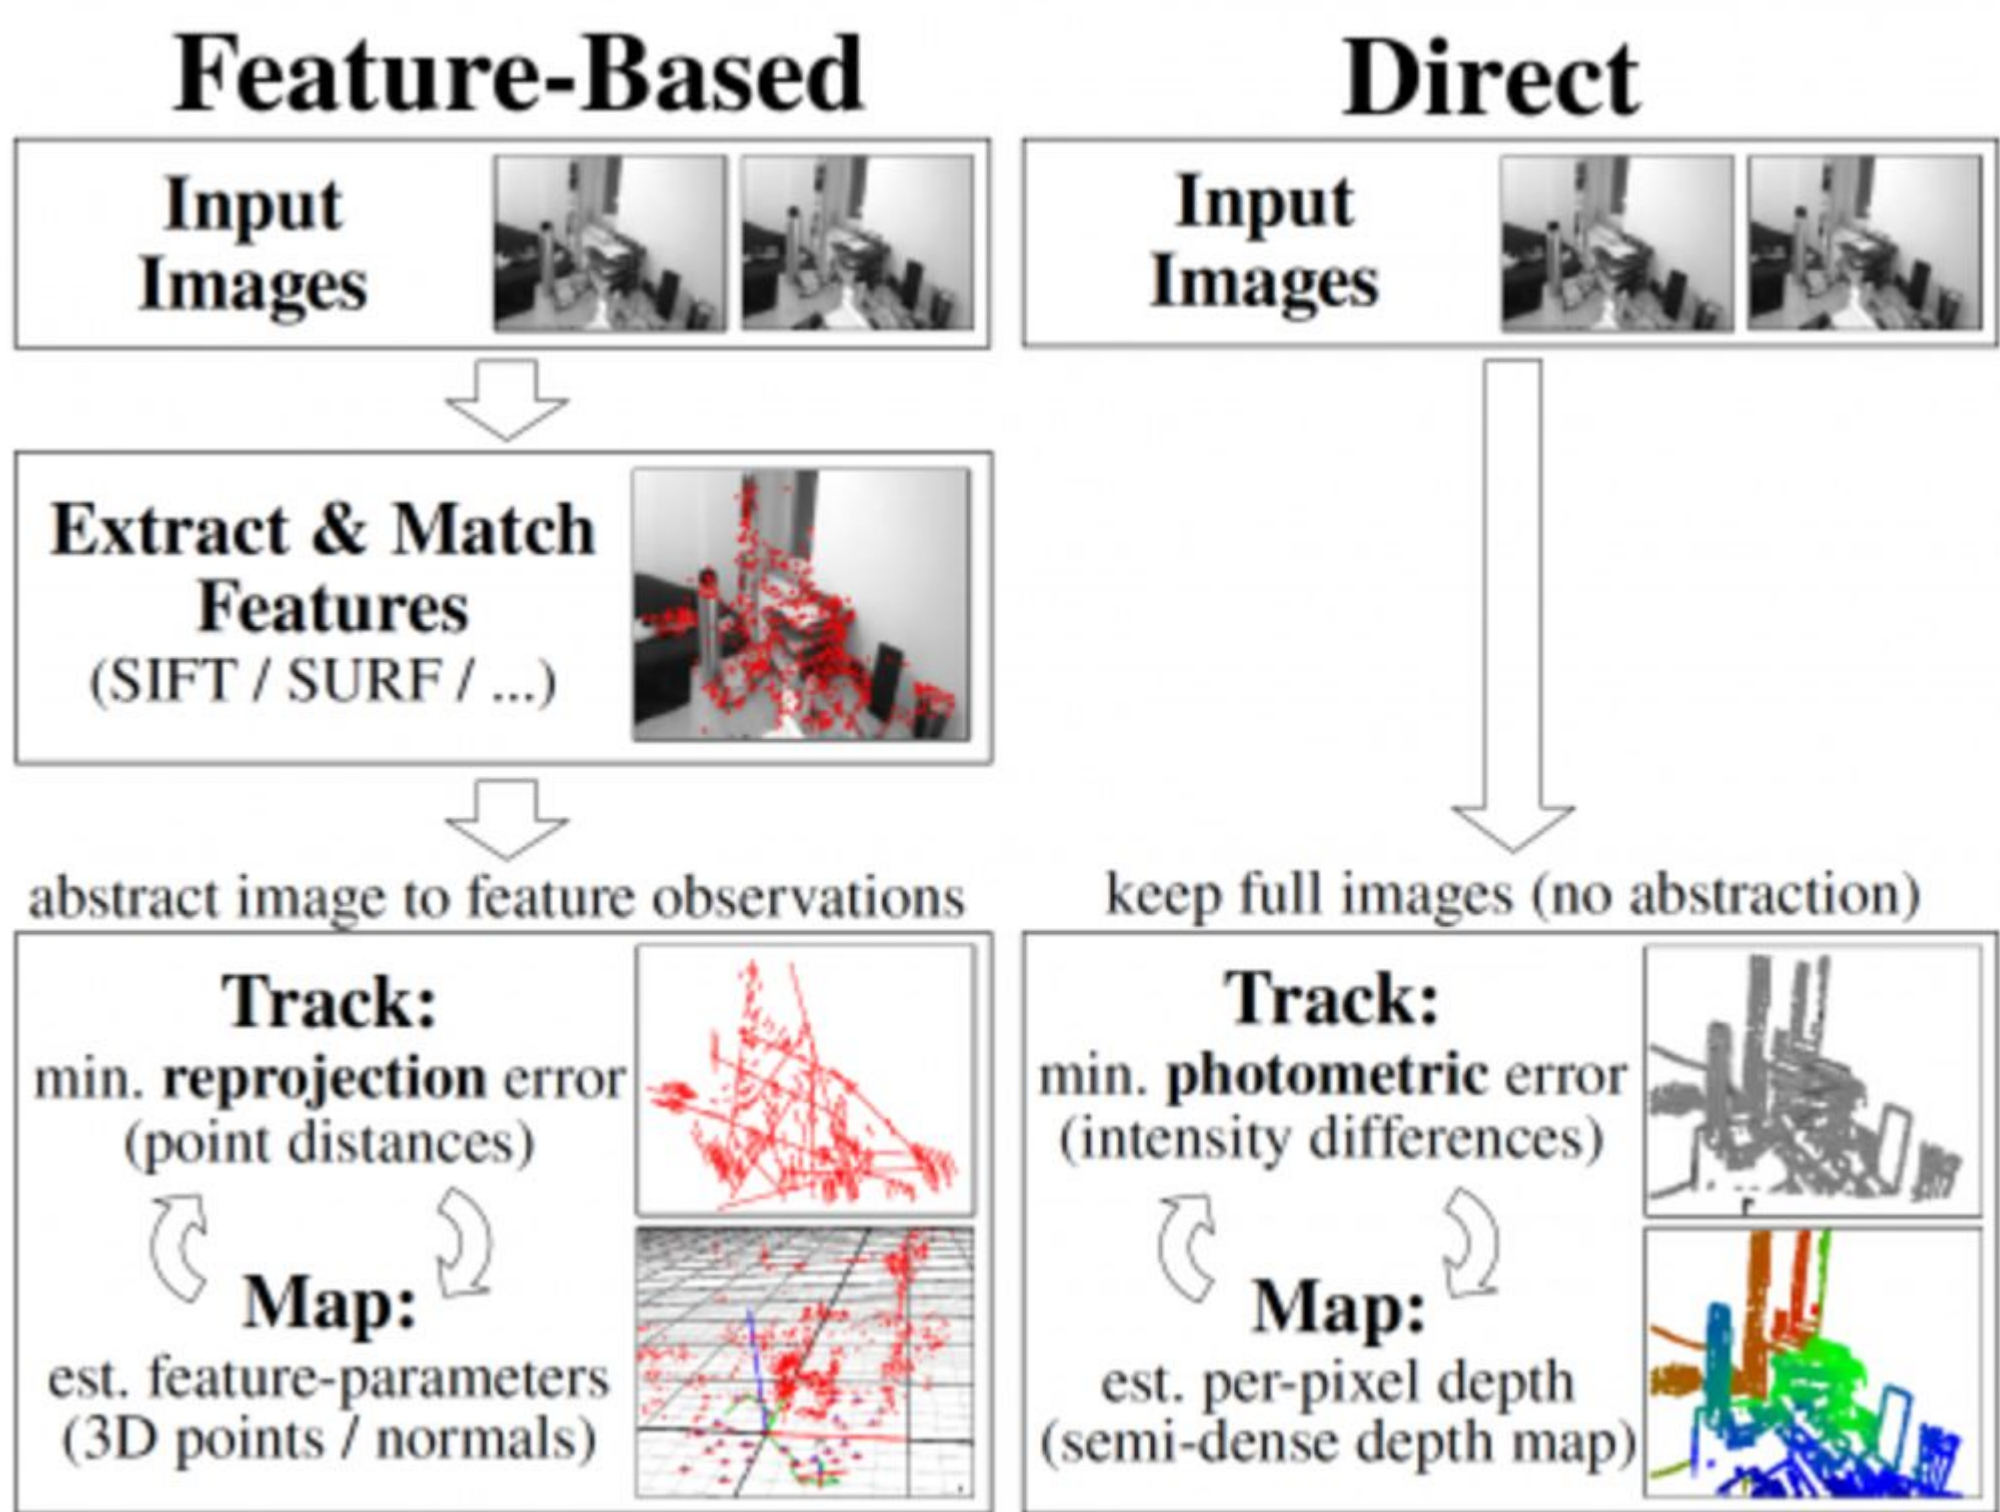 Feature-Based
Input
Images
Extract & Match
Features
(SIFT / SURF / ...)
abstract image to feature observations
Track:
min. reprojection error
(point distances)
Map:
est. feature-parameters
(3D points / normals)
Direct
Input
Images
keep full images (no abstraction)
Track:
min. photometric error
(intensity differences)
Map:
est. per-pixel depth
(semi-dense depth map)